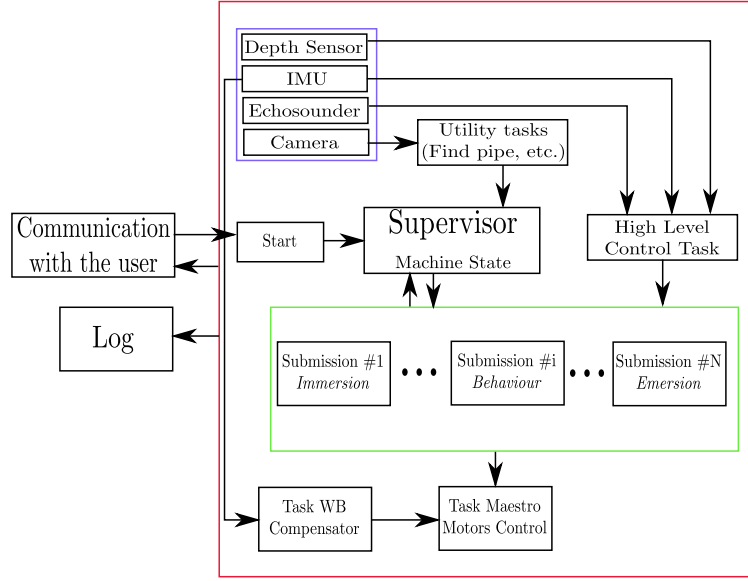 Depth Sensor
IMU
Echosounder
Camera
Utility tasks
(Find pipe, etc.)
Communication
with the user
Start
Supervisor
Machine State
High Level
Control Task
Log
Submission #1
Immersion
Submission #i
Behaviour
Submission #N
Emersion
Task WB
Compensator
Task Maestro
Motors Control